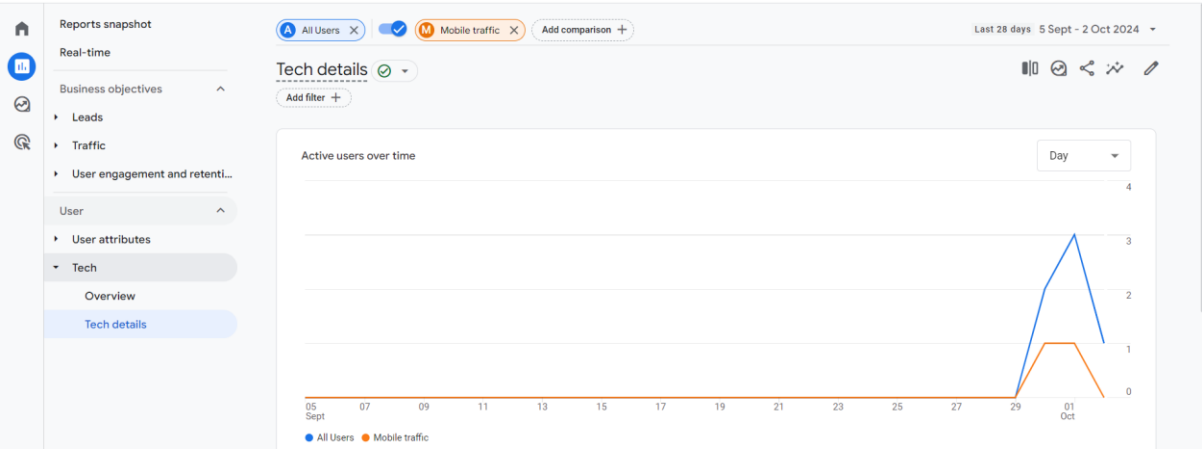 Reports snapshot
Real-time
Business objectives
Leads
Traffic
User engagement and retenti...
User
User attributes
Tech
Overview
Tech details
A All Users
M Mobile traffic
Add comparison +
Last 28 days 5 Sept - 2 Oct 2024
Tech details
Add filter +
Active users over time
Day
4
3
2
1
0
05 07 09 11 13 15 17 19 21 23 25 27 29 01
Sept Oct
All Users Mobile traffic